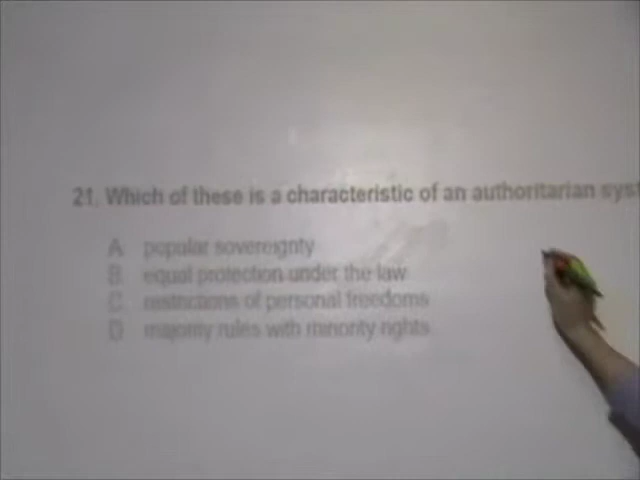 21. Which of these is a characteristic of an authoritarian syst
A popular sovereignty
B equal protection under the law
C restrictions of personal freedoms
D majority rules with minority rights